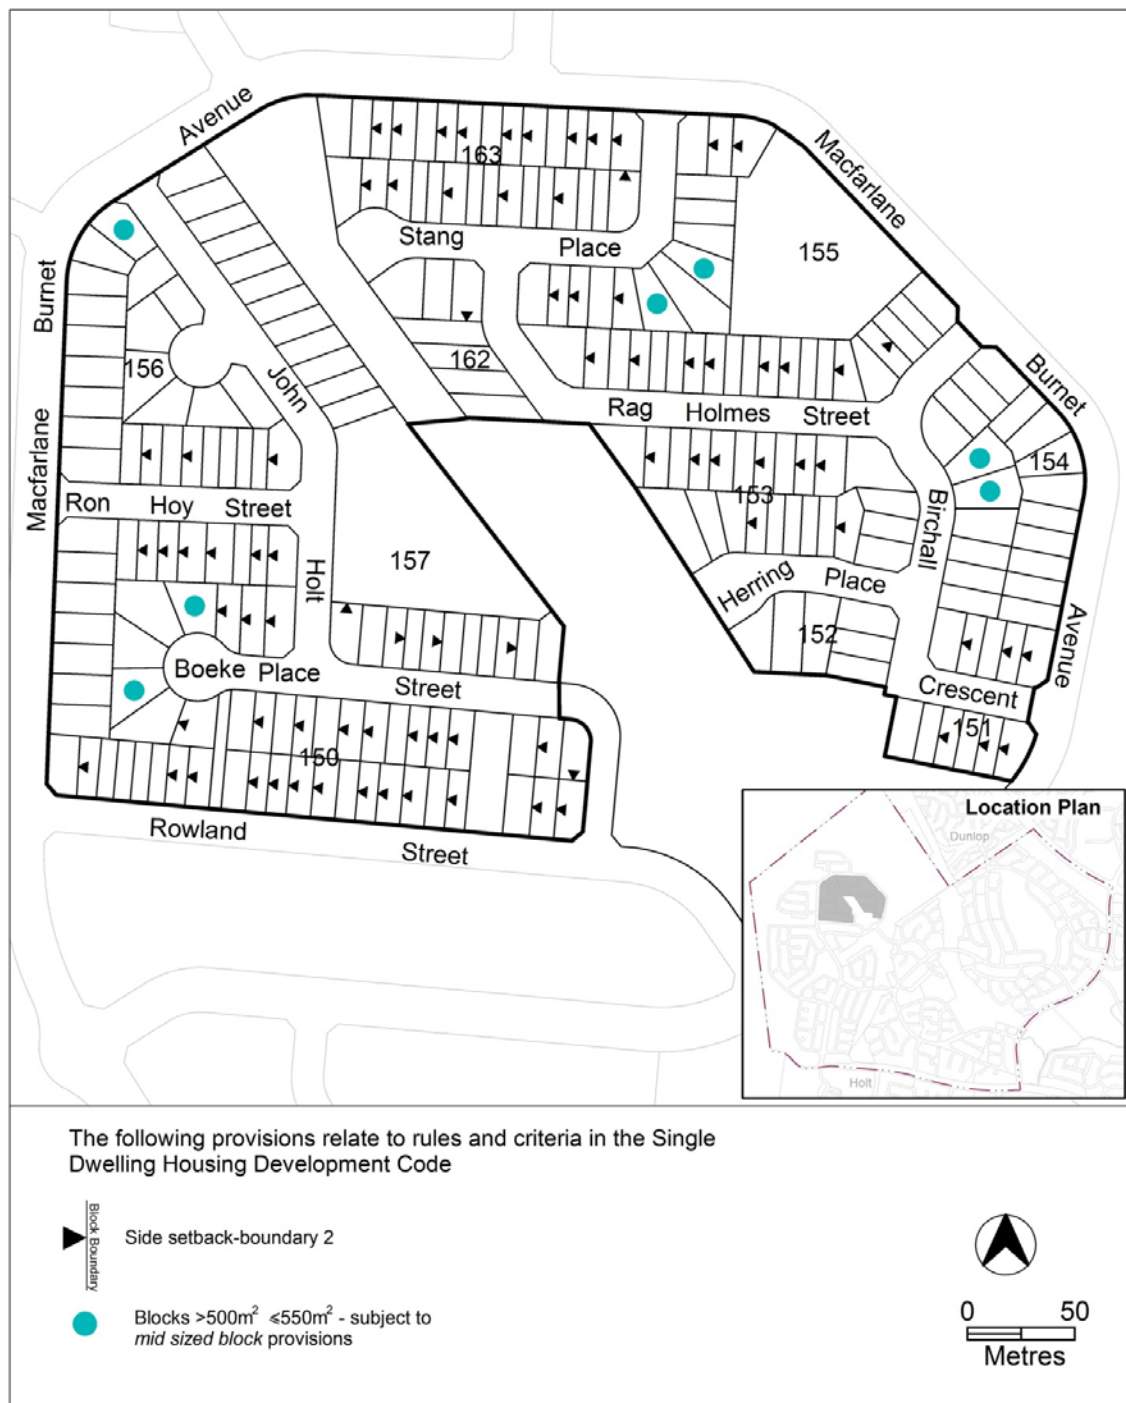 Avenue
163
Macfarlane
Stang
Place
155
Burnet
162
156
John
Rag Holmes Street
Burnet
154
Macfarlane
Ron Hoy Street
153
Birchall
157
Holt
Herring Place
152
Avenue
Boeke Place
Street
Crescent
151
150
Rowland
Street
Location Plan
Dunlop
Holt
The following provisions relate to rules and criteria in the Single
Dwelling Housing Development Code
Block Boundary
Side setback-boundary 2
Blocks >500m² ≤550m² - subject to
mid sized block provisions
0 50
Metres